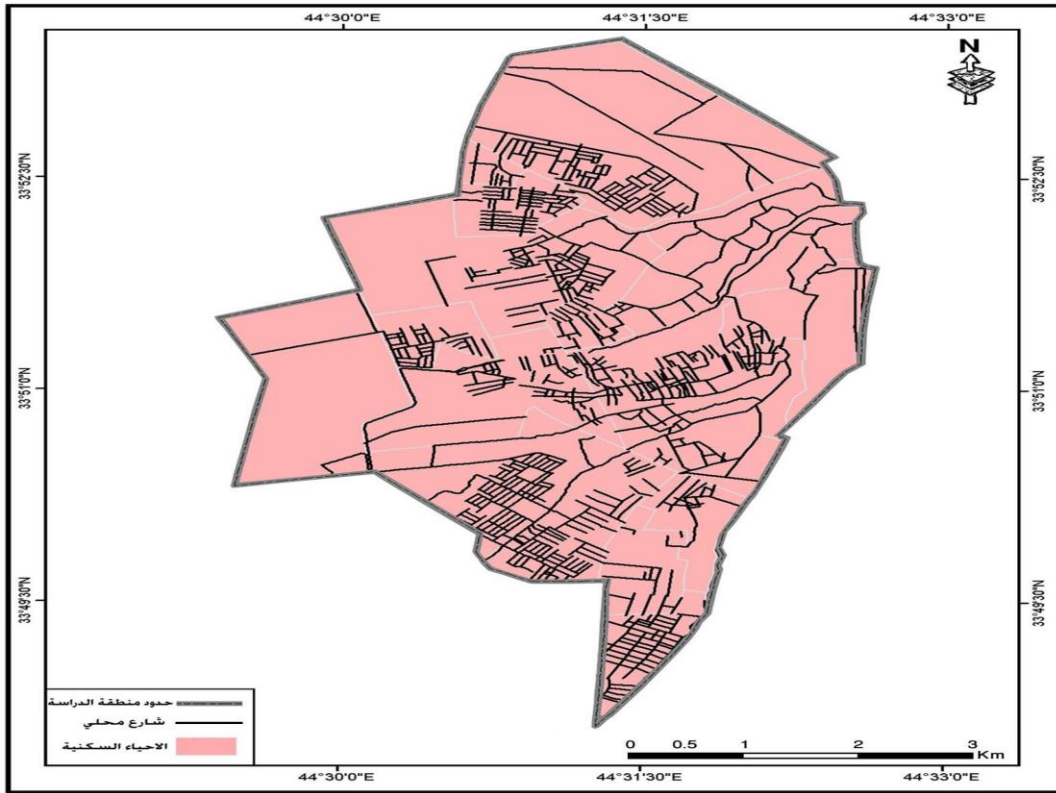 44°30'0"E 44°31'30"E 44°33'0"E
N
33°52'30"N 33°52'30"N
33°51'0"N 33°51'0"N
33°49'30"N 33°49'30"N
حدود منطقة الدراسة
شارع محلي
الاحياء السكنية
0 0.5 1 2 3
Km
44°30'0"E 44°31'30"E 44°33'0"E